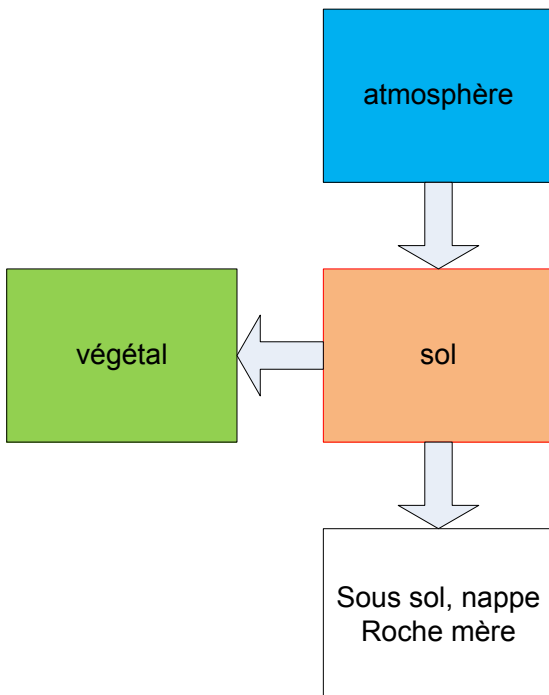 atmosphère
végétal
sol
Sous sol, nappe
Roche mère